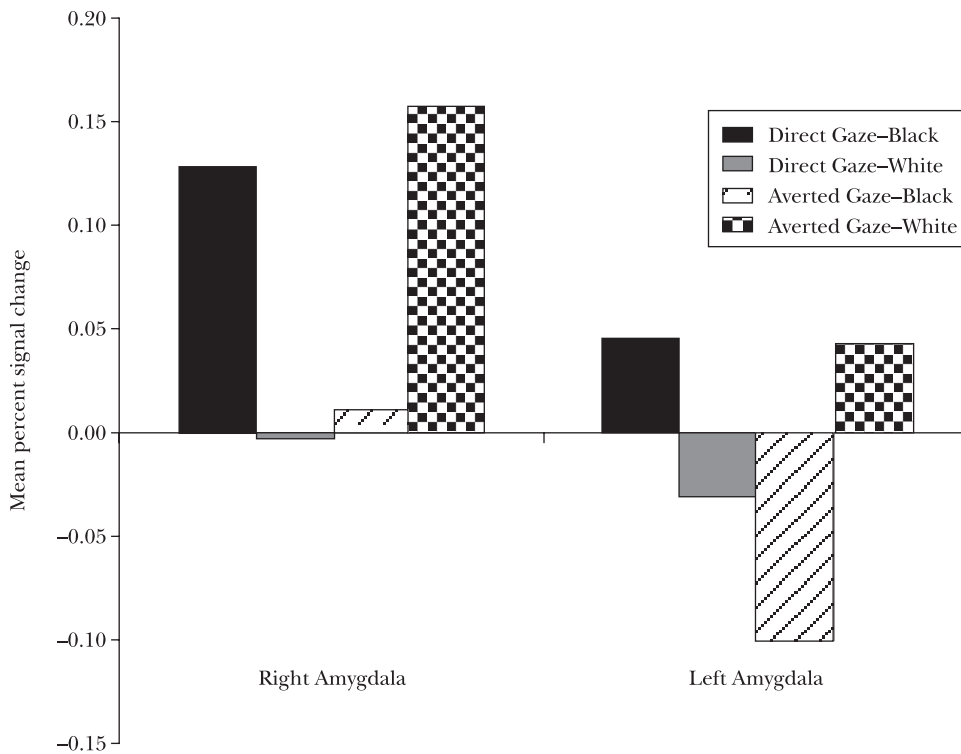 0.20
0.15
0.10
0.05
0.00
–0.05
–0.10
–0.15
Mean percent signal change
Direct Gaze–Black
Direct Gaze–White
Averted Gaze–Black
Averted Gaze–White
Right Amygdala
Left Amygdala